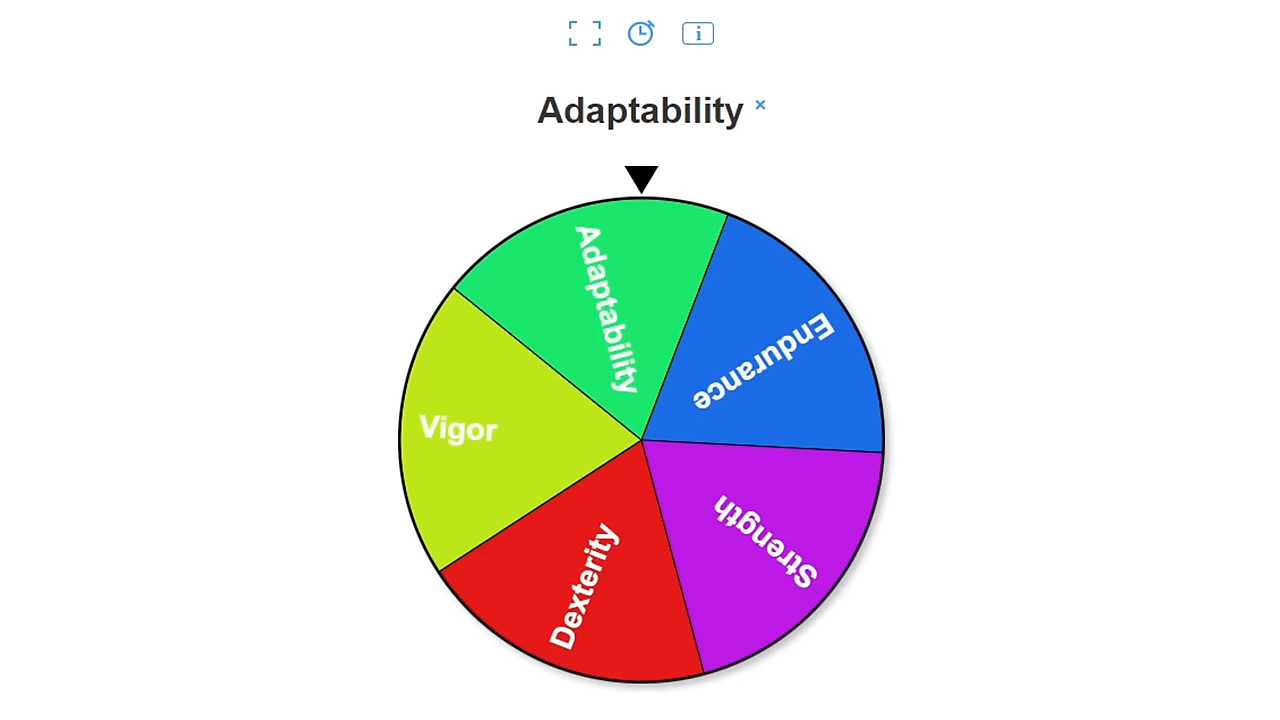 Adaptability ×
Adaptability
Endurance
Vigor
Strength
Dexterity